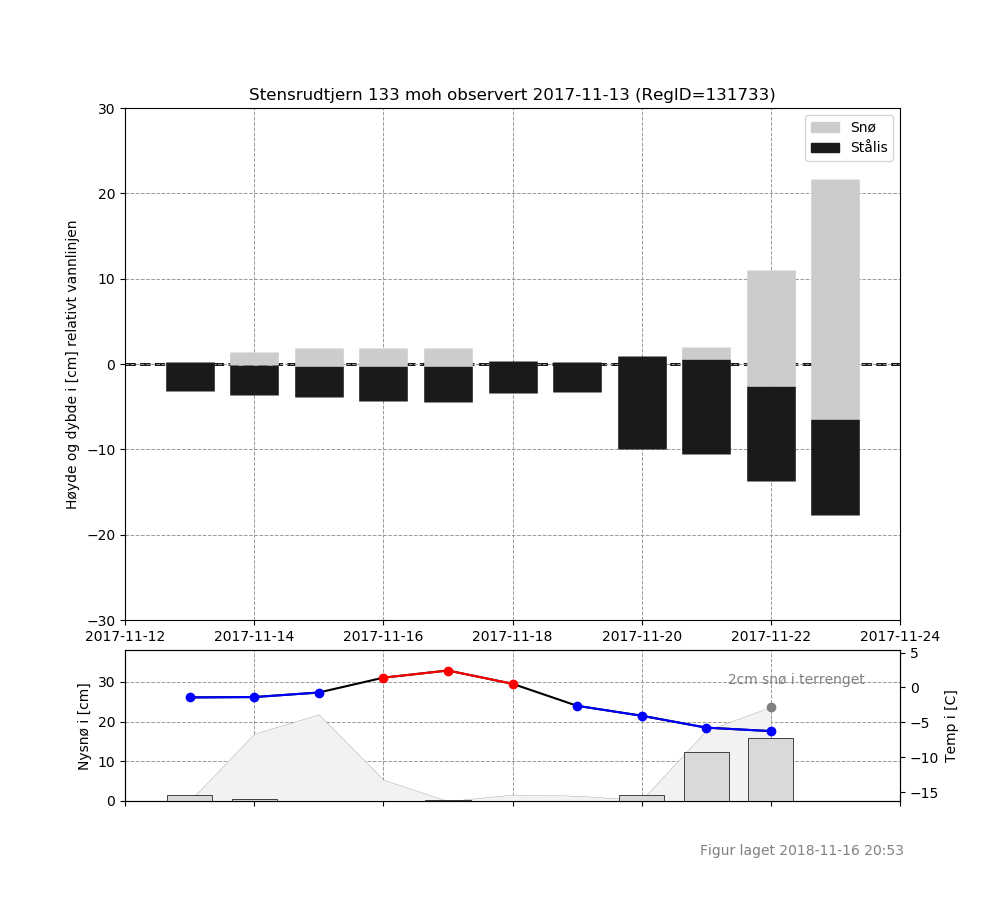 Stensrudtjern 133 moh observert 2017-11-13 (RegID=131733)
Snø
Stålis
Høyde og dybde i [cm] relativt vannlinjen
30
20
10
0
−10
−20
−30
2017-11-12 2017-11-14 2017-11-16 2017-11-18 2017-11-20 2017-11-22 2017-11-24
2cm snø i terrenget
Nysnø i [cm]
30
20
10
0
5
0
−5
−10
−15
Temp i [C]
Figur laget 2018-11-16 20:53